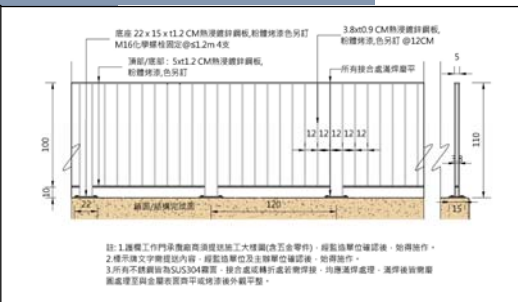 底座 22 x 15 x t1.2 CM熱浸鍍鋅鋼板,粉體烤漆色另訂
M16化學螺栓固定@≤1.2m 4支
頂部/底部：5xt1.2 CM熱浸鍍鋅鋼板,
粉體烤漆,色另訂
3.8xt0.9 CM熱浸鍍鋅鋼板,
粉體烤漆,色另訂 @12CM
所有接合處滿焊磨平
5
12 12 12 12 12
100
110
10
22
120
15
結構完成面
註: 1.護欄工作門承攬廠商須提送施工大樣圖(含五金零件)，經監造單位確認後，始得施作。
2.標示牌文字需提送內容，經監造單位及主辦單位確認後，始得施作。
3.所有不銹鋼皆為SUS304霧面，接合處或轉折處若需焊接，均應滿焊處理，滿焊後皆需磨
圓處理至與金屬表面齊平或烤漆後外觀平整。